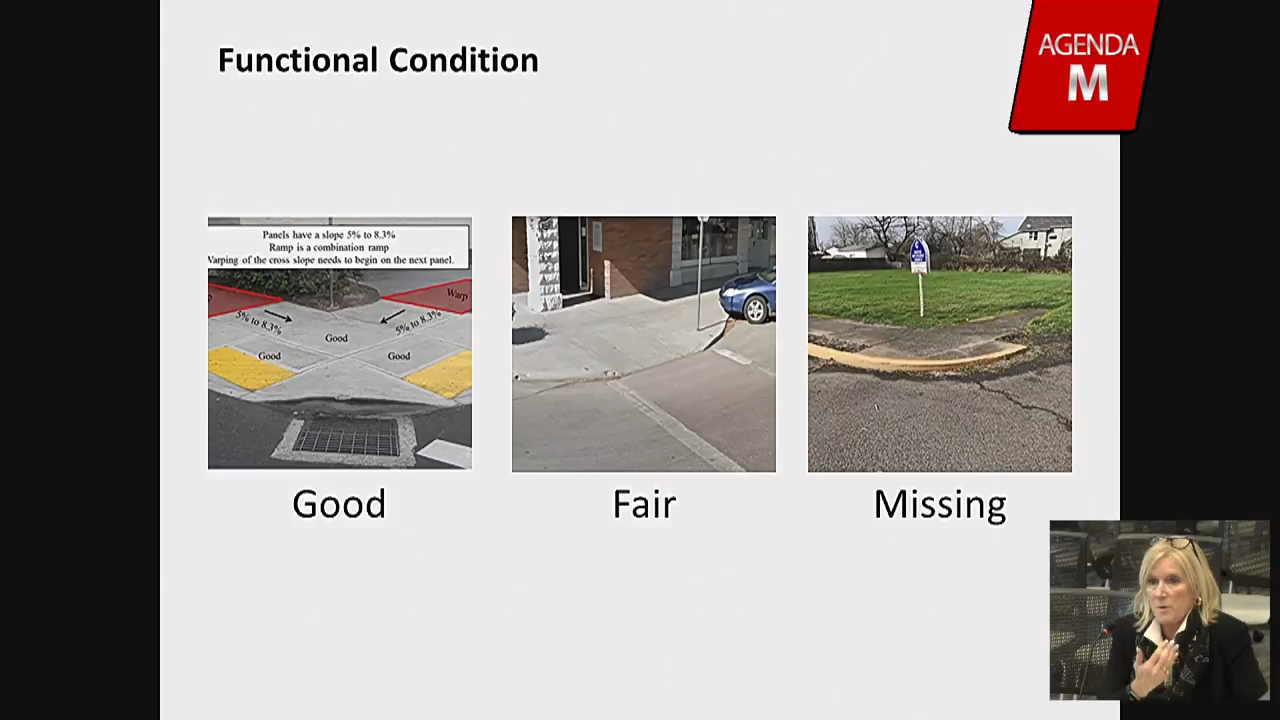 Functional Condition
AGENDA
M
Panels have a slope 5% to 8.3%
Ramp is a combination ramp
Varping of the cross slope needs to begin on the next panel.
P
Warp
5% to 8.3%
5% to 8.3%
Good
Good
Good
Good
Fair
Missing